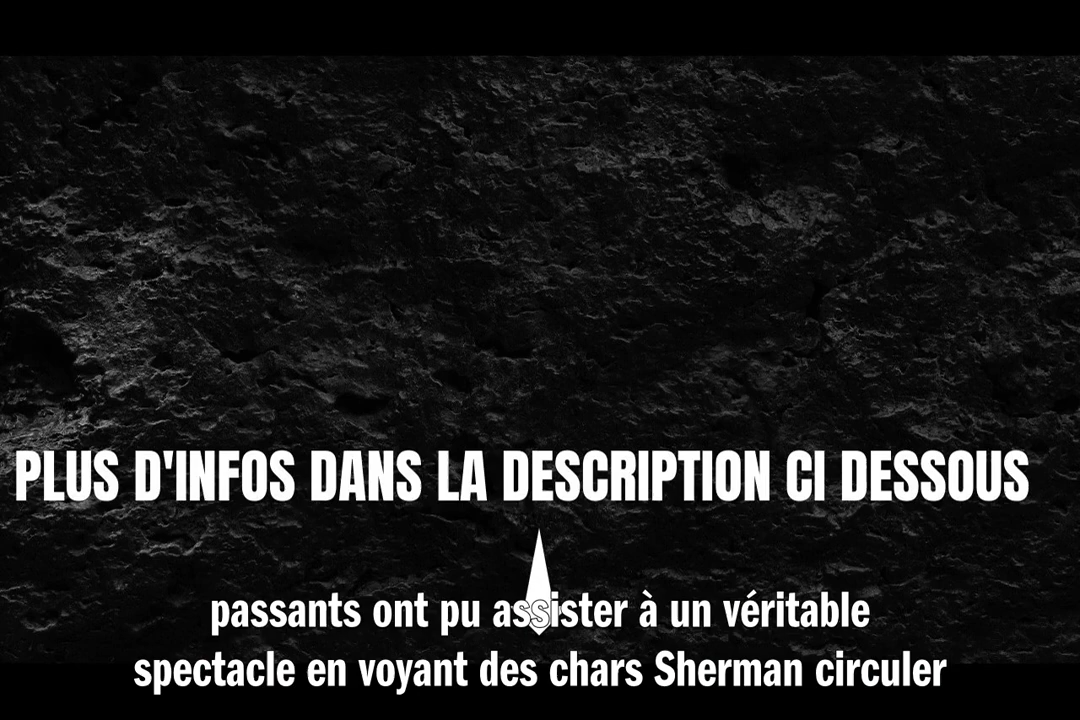 PLUS D'INFOS DANS LA DESCRIPTION CI DESSOUS
passants ont pu assister à un véritable
spectacle en voyant des chars Sherman circuler